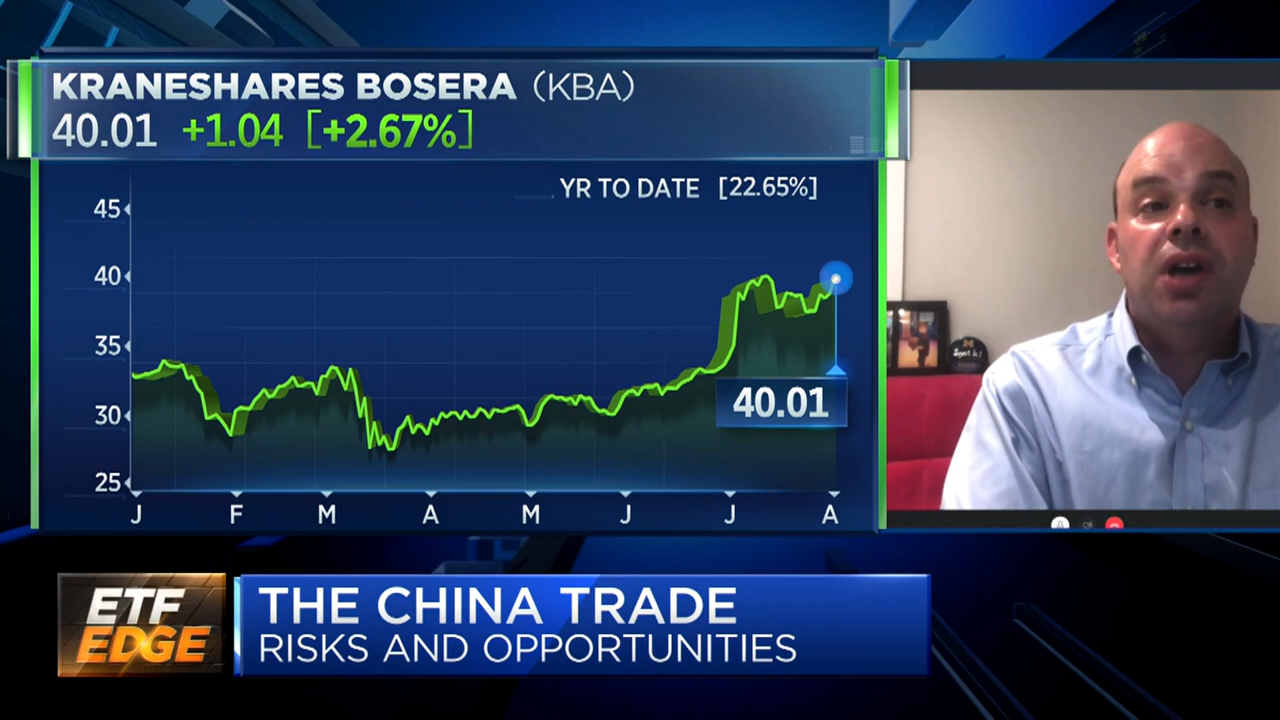 KRANESHARES BOSERA (KBA)
40.01 +1.04 [+2.67%]
YR TO DATE [22.65%]
45
40
35
30
25
40.01
J F M A M J J A
M
ETF
EDGE
THE CHINA TRADE
RISKS AND OPPORTUNITIES